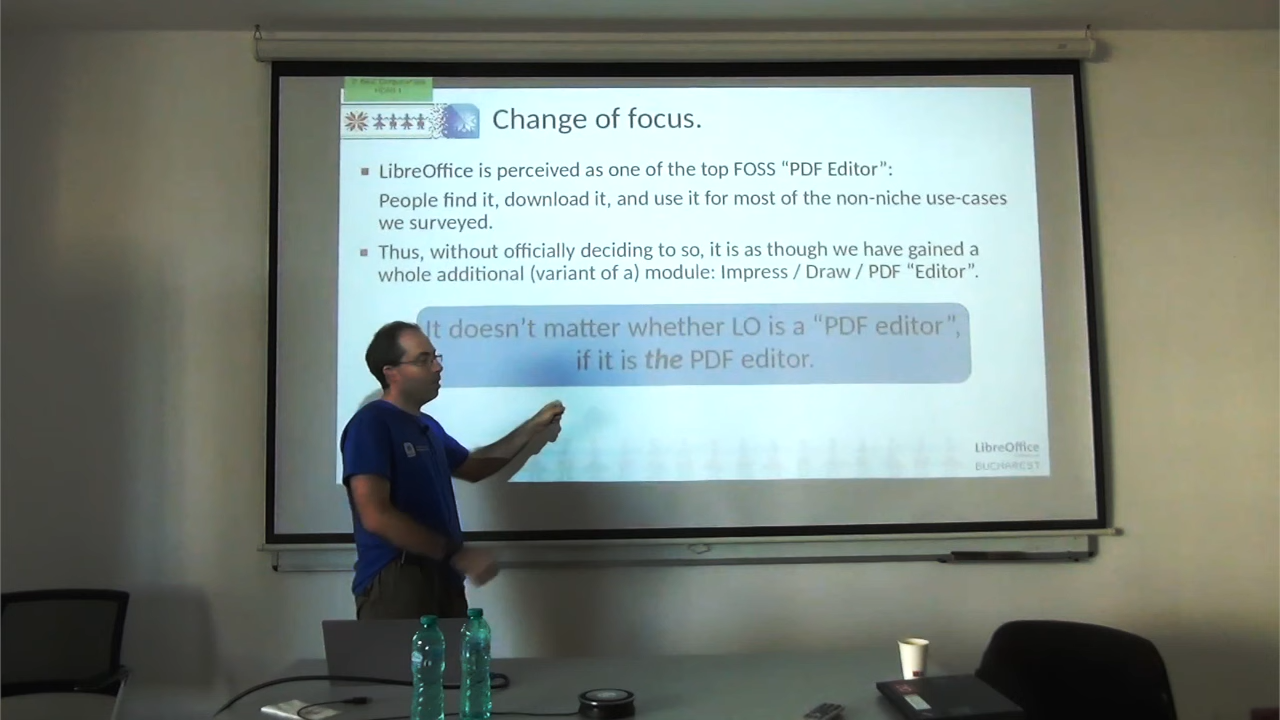 Change of focus.
LibreOffice is perceived as one of the top FOSS “PDF Editor”:
People find it, download it, and use it for most of the non-niche use-cases
we surveyed.
Thus, without officially deciding to so, it is as though we have gained a
whole additional (variant of a) module: Impress / Draw / PDF “Editor”.
It doesn’t matter whether LO is a “PDF editor”,
if it is the PDF editor.
LibreOffice
BUCHAREST